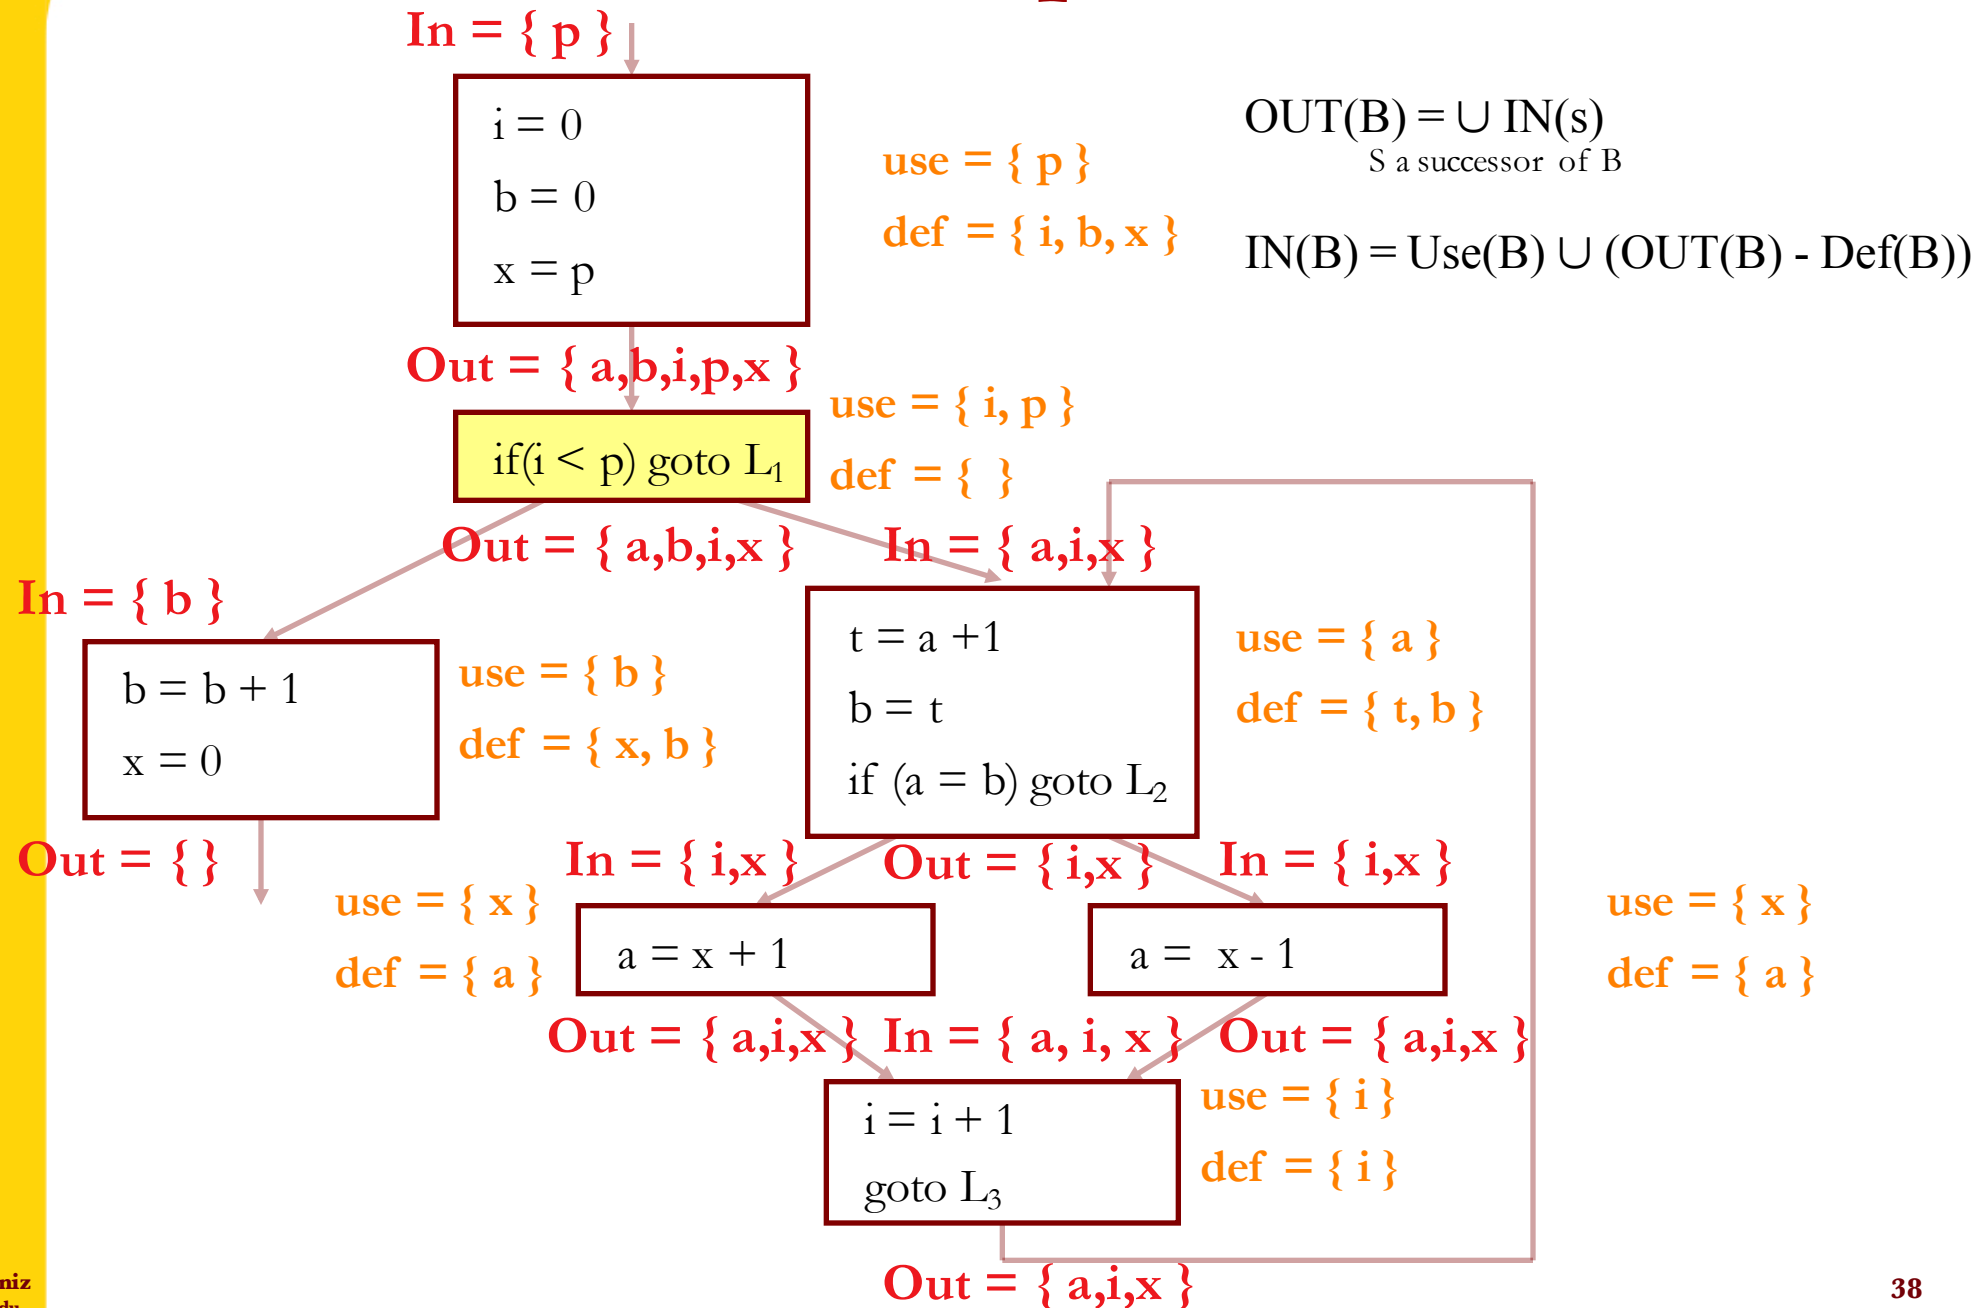 In = { p }
i = 0
b = 0
x = p
use = { p }
def = { i, b, x }
OUT(B) = ∪ IN(s)
S a successor of B
IN(B) = Use(B) ∪ (OUT(B) - Def(B))
Out = { a,b,i,p,x }
if(i < p) goto L₁
use = { i, p }
def = { }
Out = { a,b,i,x }
In = { a,i,x }
In = { b }
b = b + 1
x = 0
use = { b }
def = { x, b }
t = a +1
b = t
if (a = b) goto L₂
use = { a }
def = { t, b }
Out = { }
In = { i,x }
Out = { i,x }
In = { i,x }
use = { x }
def = { a }
a = x + 1
a = x - 1
use = { x }
def = { a }
Out = { a,i,x }
In = { a, i, x }
Out = { a,i,x }
i = i + 1
goto L₃
use = { i }
def = { i }
Out = { a,i,x }
niz
38